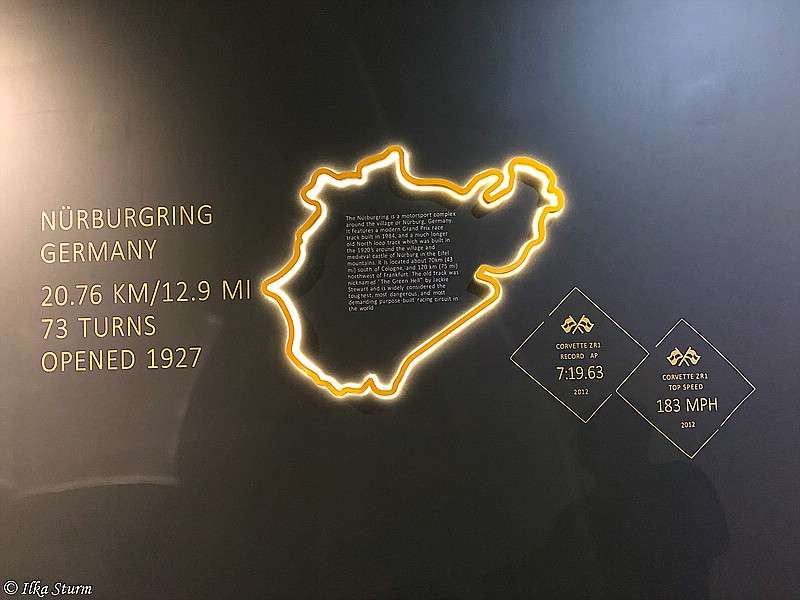 NÜRBURGRING
GERMANY
20.76 KM/12.9 MI
73 TURNS
OPENED 1927
The Nürburgring is a motorsport complex
around the village or Nürburg, Germany.
It features a modern Grand Prix race
track built in 1984, and a much longer
old North loop track which was built in
the 1920's around the village and
medieval castle of Nürburg in the Eifel
mountains. It is located about 70km (43
mi) south of Cologne, and 120 km (75 mi)
northwest of Frankfurt. The old track was
nicknamed "The Green Hell" by Jackie
Stewart and is widely considered the
toughest, most dangerous, and most
demanding purpose-built racing circuit in
the world
CORVETTE ZR1
RECORD AP
7:19.63
2012
CORVETTE ZR1
TOP SPEED
183 MPH
2012
© Ilka Sturm